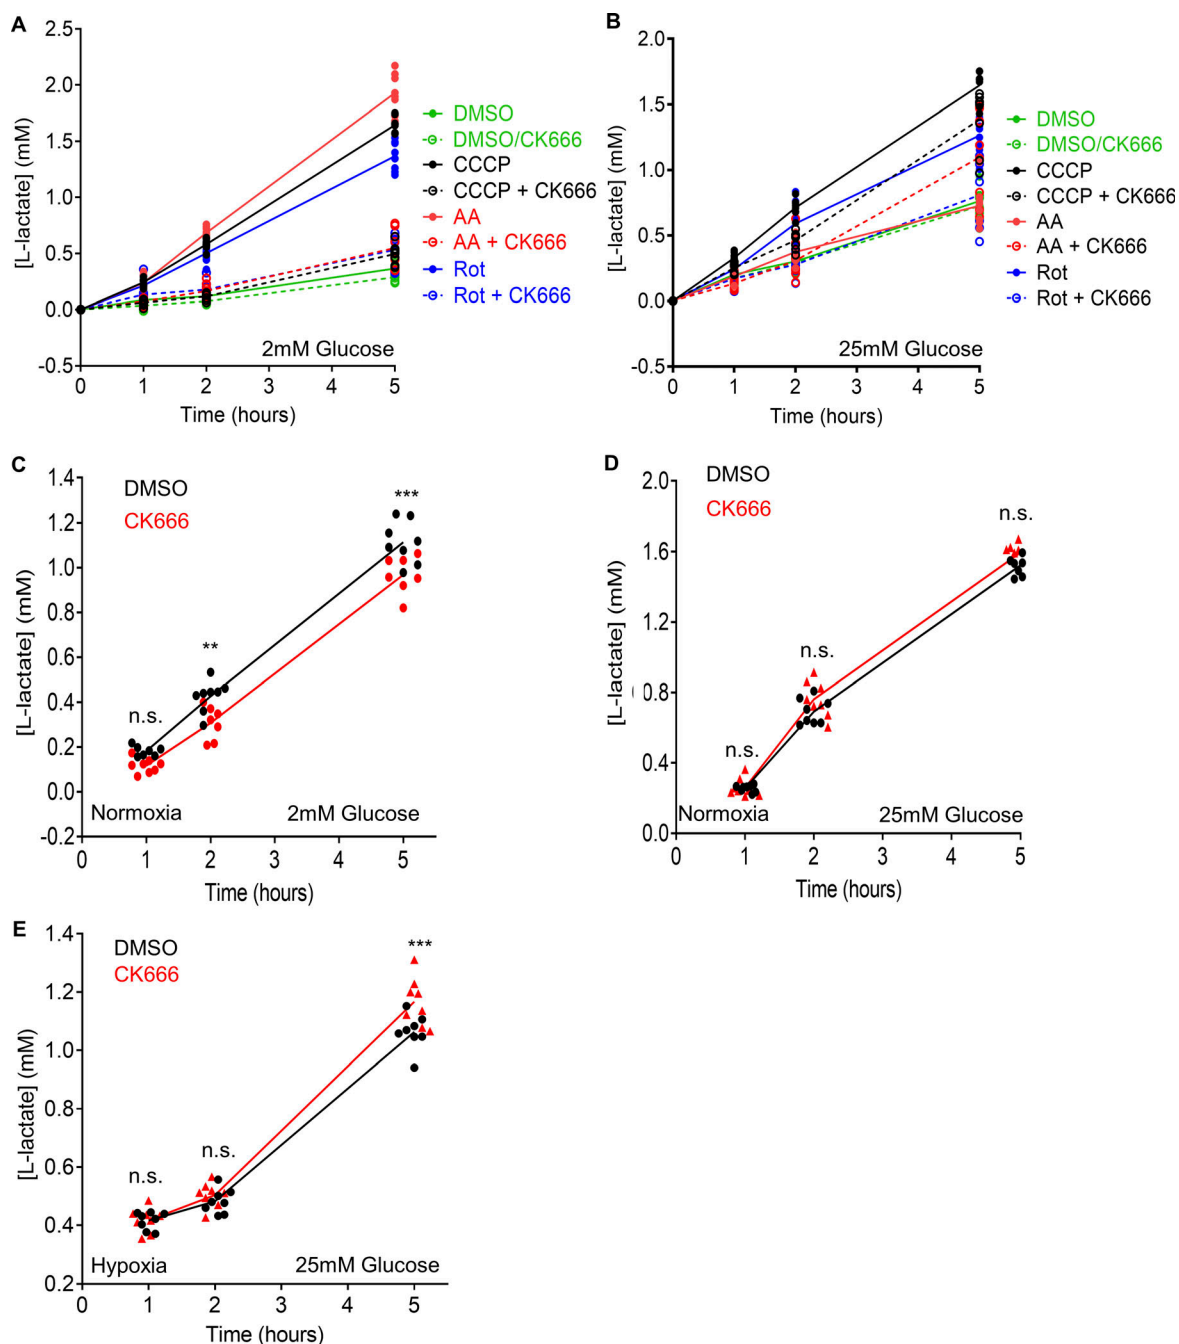 A
[L-lactate] (mM)
2.5
2.0
1.5
1.0
0.5
0.0
-0.5
0 1 2 3 4 5
Time (hours)
2mM Glucose
DMSO
DMSO/CK666
CCCP
CCCP + CK666
AA
AA + CK666
Rot
Rot + CK666
B
[L-lactate] (mM)
2.0
1.5
1.0
0.5
0.0
-0.5
0 1 2 3 4 5
Time (hours)
25mM Glucose
DMSO
DMSO/CK666
CCCP
CCCP + CK666
AA
AA + CK666
Rot
Rot + CK666
C
[L-lactate] (mM)
1.4
1.2
1.0
0.8
0.6
0.4
0.2
0.0
-0.2
DMSO
CK666
n.s.
**
***
Normoxia
2mM Glucose
0 1 2 3 4 5
Time (hours)
D
[L-lactate] (mM)
2.0
1.6
1.2
0.8
0.4
0.0
DMSO
CK666
n.s.
n.s.
n.s.
Normoxia
25mM Glucose
0 1 2 3 4 5
Time (hours)
E
[L-lactate] (mM)
1.4
1.2
1.0
0.8
0.6
0.4
0.2
DMSO
CK666
n.s.
n.s.
***
Hypoxia
25mM Glucose
0 1 2 3 4 5
Time (hours)